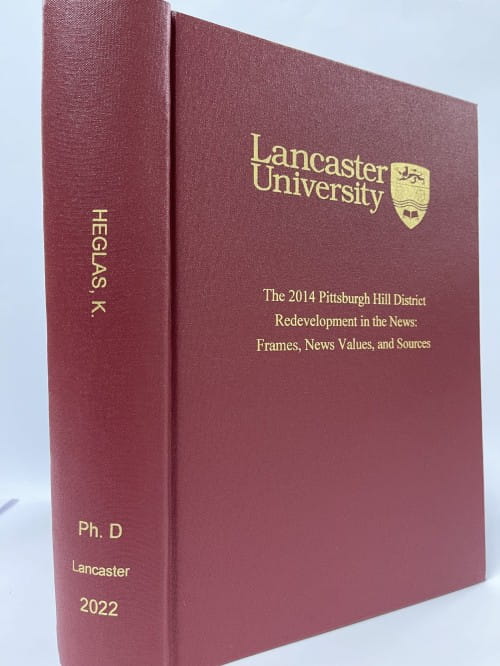 HEGLAS, K.
Ph. D
Lancaster
2022
Lancaster
University
The 2014 Pittsburgh Hill District
Redevelopment in the News:
Frames, News Values, and Sources